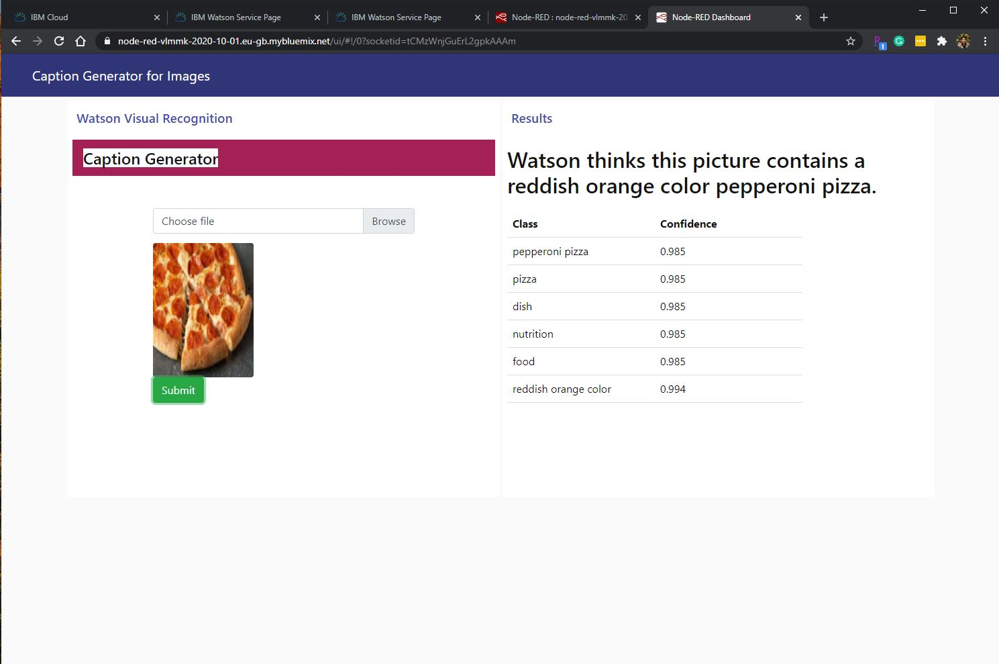 IBM Cloud
IBM Watson Service Page
IBM Watson Service Page
Node-RED : node-red-vlmmk-20
Node-RED Dashboard
node-red-vlmmk-2020-10-01.eu-gb.mybluemix.net/ui/#!/0?socketid=tCMzWnjGuErL2gpkAAAm
1
Caption Generator for Images
Watson Visual Recognition
Caption Generator
Choose file
Browse
Submit
Results
Watson thinks this picture contains a
reddish orange color pepperoni pizza.
Class Confidence
pepperoni pizza 0.985
pizza 0.985
dish 0.985
nutrition 0.985
food 0.985
reddish orange color 0.994